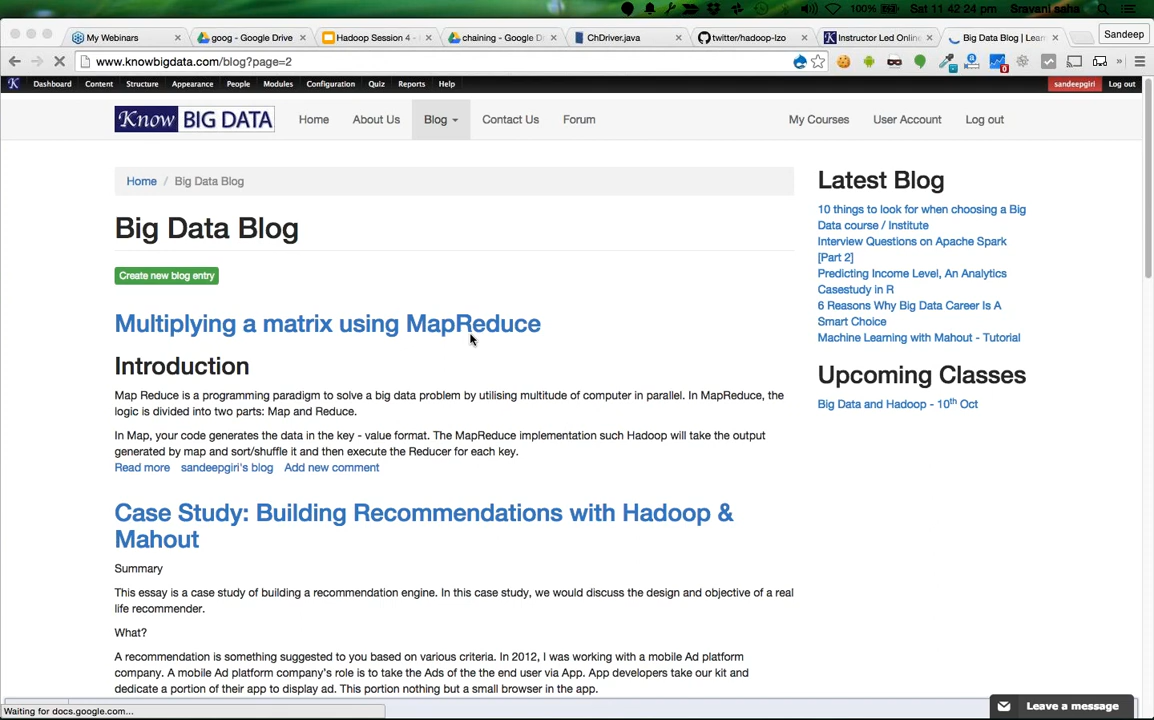 100% Sat 11 42 24 pm Sravani saha
My Webinars goog - Google Drive Hadoop Session 4 - chaining - Google D ChDriver.java twitter/hadoop-lzo Instructor Led Online Big Data Blog | Lear Sandeep
www.knowbigdata.com/blog?page=2
Dashboard Content Structure Appearance People Modules Configuration Quiz Reports Help sandeepgiri Log out
Know BIG DATA Home About Us Blog Contact Us Forum My Courses User Account Log out
Home / Big Data Blog
Big Data Blog
Create new blog entry
Multiplying a matrix using MapReduce
Introduction
Map Reduce is a programming paradigm to solve a big data problem by utilising multitude of computer in parallel. In MapReduce, the
logic is divided into two parts: Map and Reduce.
In Map, your code generates the data in the key - value format. The MapReduce implementation such Hadoop will take the output
generated by map and sort/shuffle it and then execute the Reducer for each key.
Read more sandeepgiri's blog Add new comment
Case Study: Building Recommendations with Hadoop &
Mahout
Summary
This essay is a case study of building a recommendation engine. In this case study, we would discuss the design and objective of a real
life recommender.
What?
A recommendation is something suggested to you based on various criteria. In 2012, I was working with a mobile Ad platform
company. A mobile Ad platform company's role is to take the Ads of the the end user via App. App developers take our kit and
dedicate a portion of their app to display ad. This portion nothing but a small browser in the app.
Latest Blog
10 things to look for when choosing a Big
Data course / Institute
Interview Questions on Apache Spark
[Part 2]
Predicting Income Level, An Analytics
Casestudy in R
6 Reasons Why Big Data Career Is A
Smart Choice
Machine Learning with Mahout - Tutorial
Upcoming Classes
Big Data and Hadoop - 10th Oct
Leave a message
Waiting for docs.google.com...